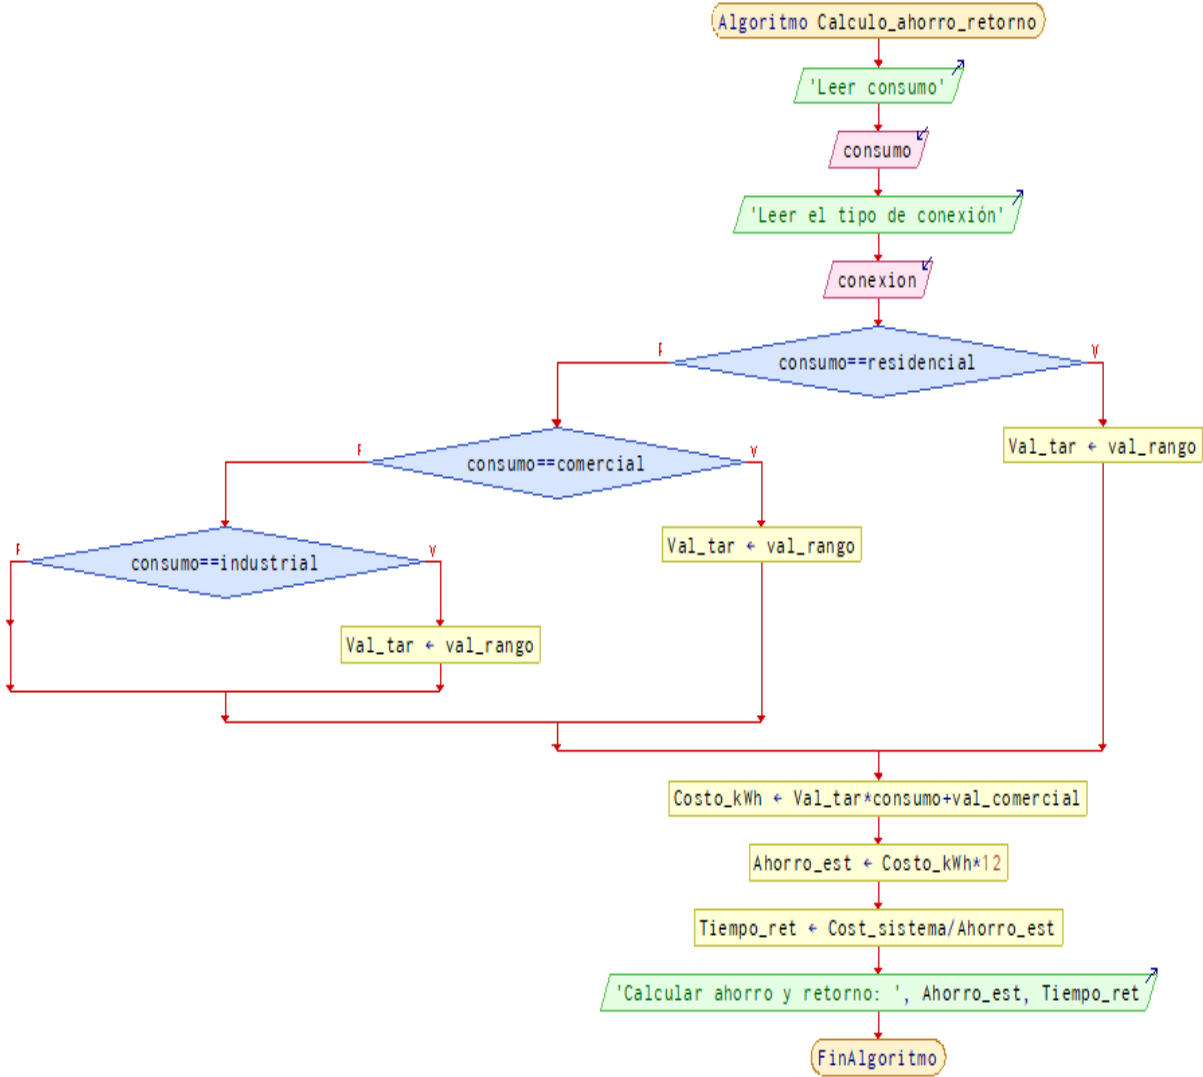 Algoritmo Calculo_ahorro_retorno
'Leer consumo'
consumo
'Leer el tipo de conexión'
conexion
F
V
consumo==residencial
Val_tar ← val_rango
F
V
consumo==comercial
Val_tar ← val_rango
F
V
consumo==industrial
Val_tar ← val_rango
Costo_kWh ← Val_tar*consumo+val_comercial
Ahorro_est ← Costo_kWh*12
Tiempo_ret ← Cost_sistema/Ahorro_est
'Calcular ahorro y retorno: ', Ahorro_est, Tiempo_ret
FinAlgoritmo